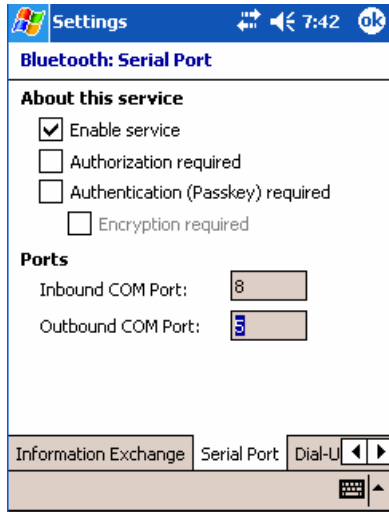 Settings 7:42 ok
Bluetooth: Serial Port
About this service
Enable service
Authorization required
Authentication (Passkey) required
Encryption required
Ports
Inbound COM Port: 8
Outbound COM Port: 5
Information Exchange Serial Port Dial-U